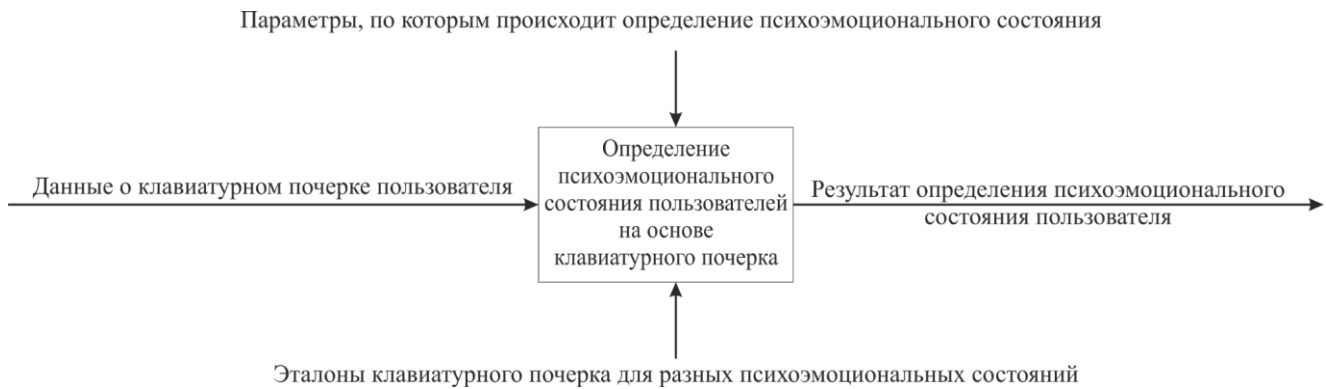 Параметры, по которым происходит определение психоэмоционального состояния
Данные о клавиатурном почерке пользователя
Определение
психоэмоционального
состояния пользователей
на основе
клавиатурного почерка
Результат определения психоэмоционального
состояния пользователя
Эталоны клавиатурного почерка для разных психоэмоциональных состояний